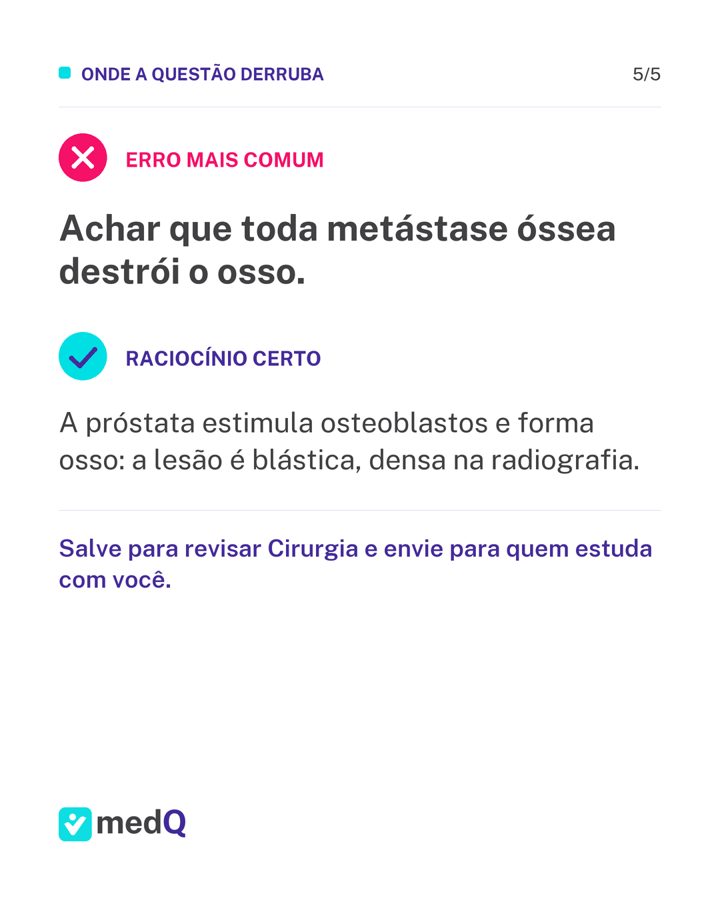 ONDE A QUESTÃO DERRUBA
5/5
ERRO MAIS COMUM
Achar que toda metástase óssea
destrói o osso.
RACIOCÍNIO CERTO
A próstata estimula osteoblastos e forma
osso: a lesão é blástica, densa na radiografia.
Salve para revisar Cirurgia e envie para quem estuda
com você.
medQ